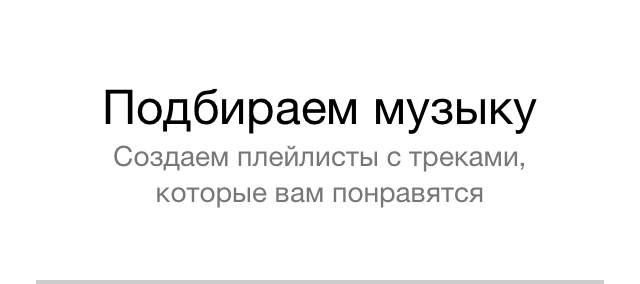 Подбираем музыку
Создаем плейлисты с треками,
которые вам понравятся